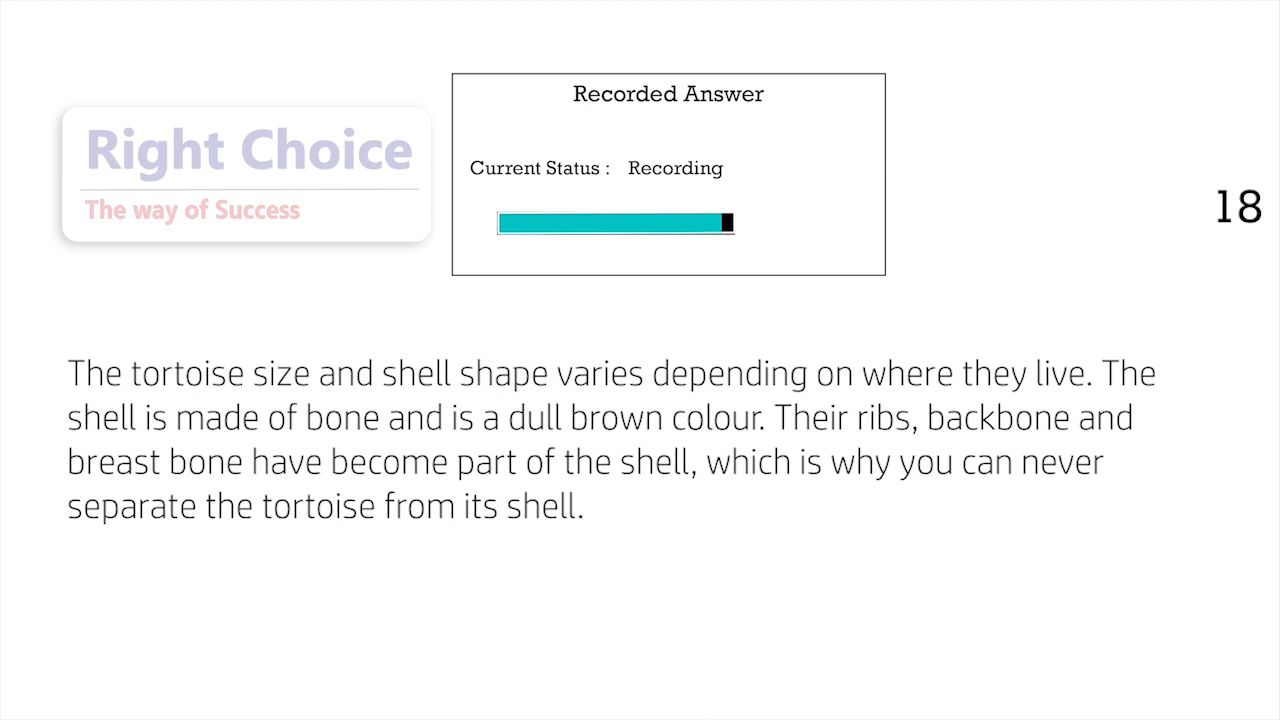 Right Choice
The way of Success
Recorded Answer
Current Status : Recording
18
The tortoise size and shell shape varies depending on where they live. The
shell is made of bone and is a dull brown colour. Their ribs, backbone and
breast bone have become part of the shell, which is why you can never
separate the tortoise from its shell.